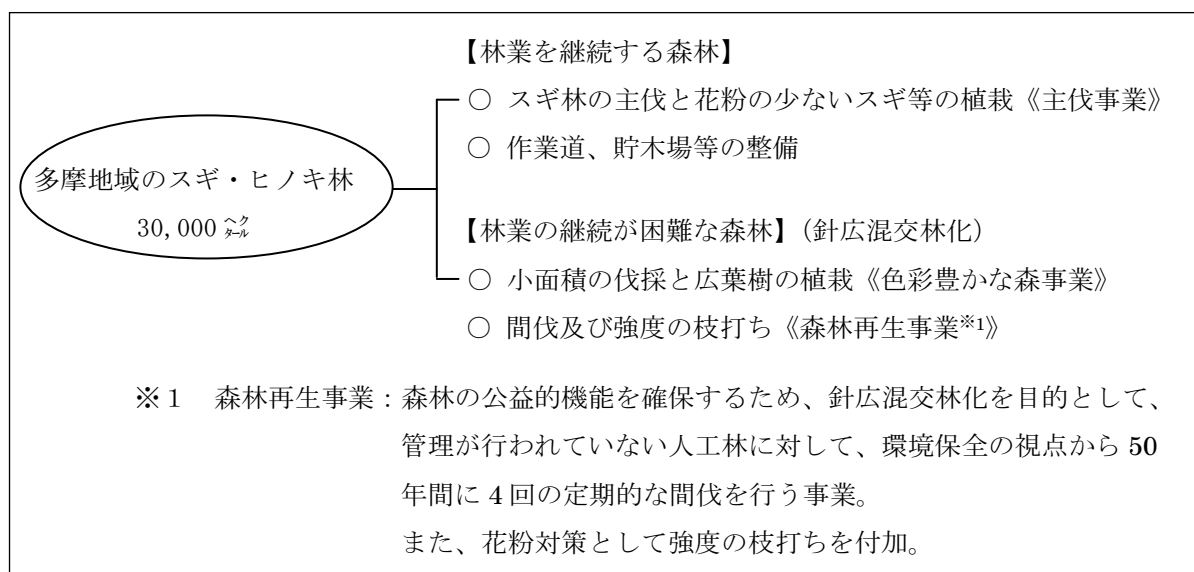 【林業を継続する森林】
○ スギ林の主伐と花粉の少ないスギ等の植栽《主伐事業》
○ 作業道、貯木場等の整備
多摩地域のスギ・ヒノキ林
30,000 ㌶
【林業の継続が困難な森林】(針広混交林化)
○ 小面積の伐採と広葉樹の植栽《色彩豊かな森事業》
○ 間伐及び強度の枝打ち《森林再生事業※1》
※1 森林再生事業:森林の公益的機能を確保するため、針広混交林化を目的として、
管理が行われていない人工林に対して、環境保全の視点から 50
年間に 4 回の定期的な間伐を行う事業。
また、花粉対策として強度の枝打ちを付加。